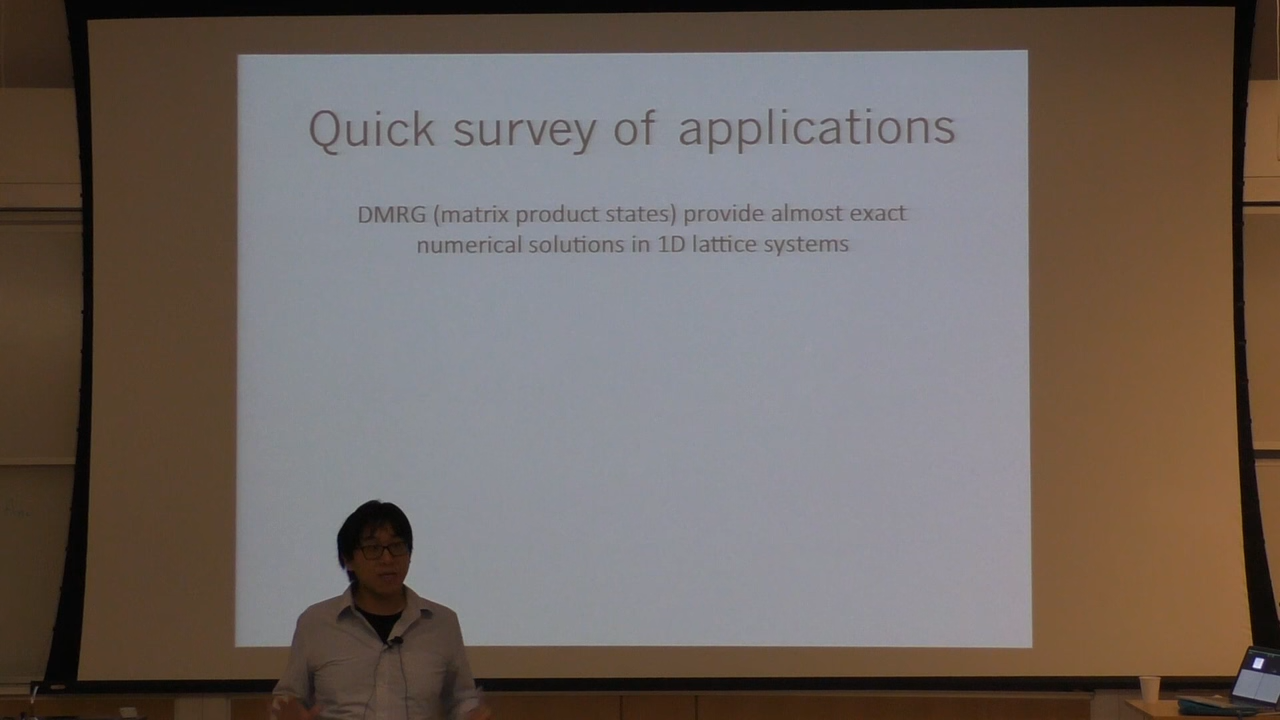 Quick survey of applications
DMRG (matrix product states) provide almost exact
numerical solutions in 1D lattice systems